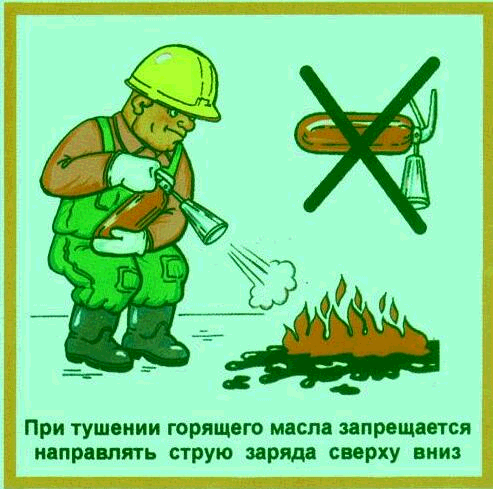 При тушении горящего масла запрещается
направлять струю заряда сверху вниз